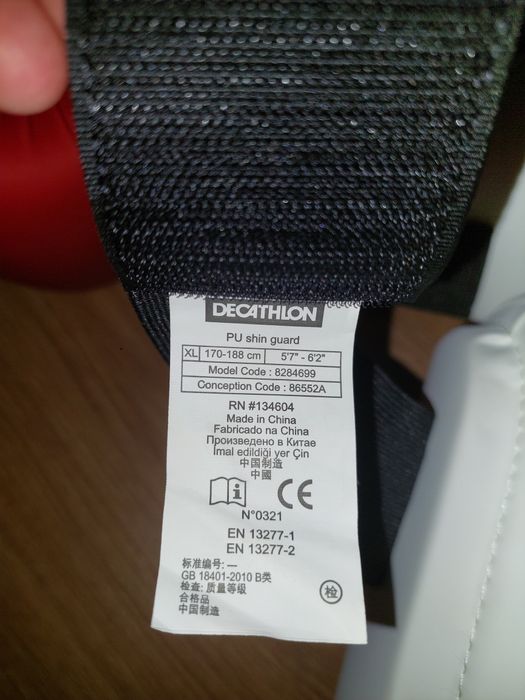 DECATHLON
PU shin guard
XL 170-188 cm 5'7" - 6'2"
Model Code : 8284699
Conception Code : 86552A
RN #134604
Made in China
Fabricado na China
Произведено в Китае
İmal edildiği yer Çin
中国制造
中國
CE
N°0321
EN 13277-1
EN 13277-2
标准编号: —
GB 18401-2010 B类
检查: 质量等级
合格品
中国制造
检